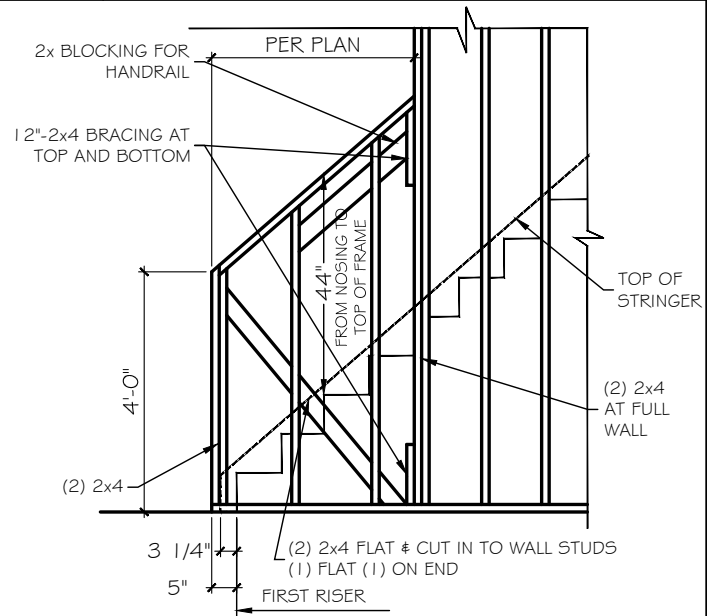 PER PLAN
2x BLOCKING FOR
HANDRAIL
12"-2x4 BRACING AT
TOP AND BOTTOM
44"
FROM NOSING TO
TOP OF FRAME
TOP OF
STRINGER
4'-0"
(2) 2x4
AT FULL
WALL
(2) 2x4
3 1/4"
(2) 2x4 FLAT & CUT IN TO WALL STUDS
(1) FLAT (1) ON END
5"
FIRST RISER